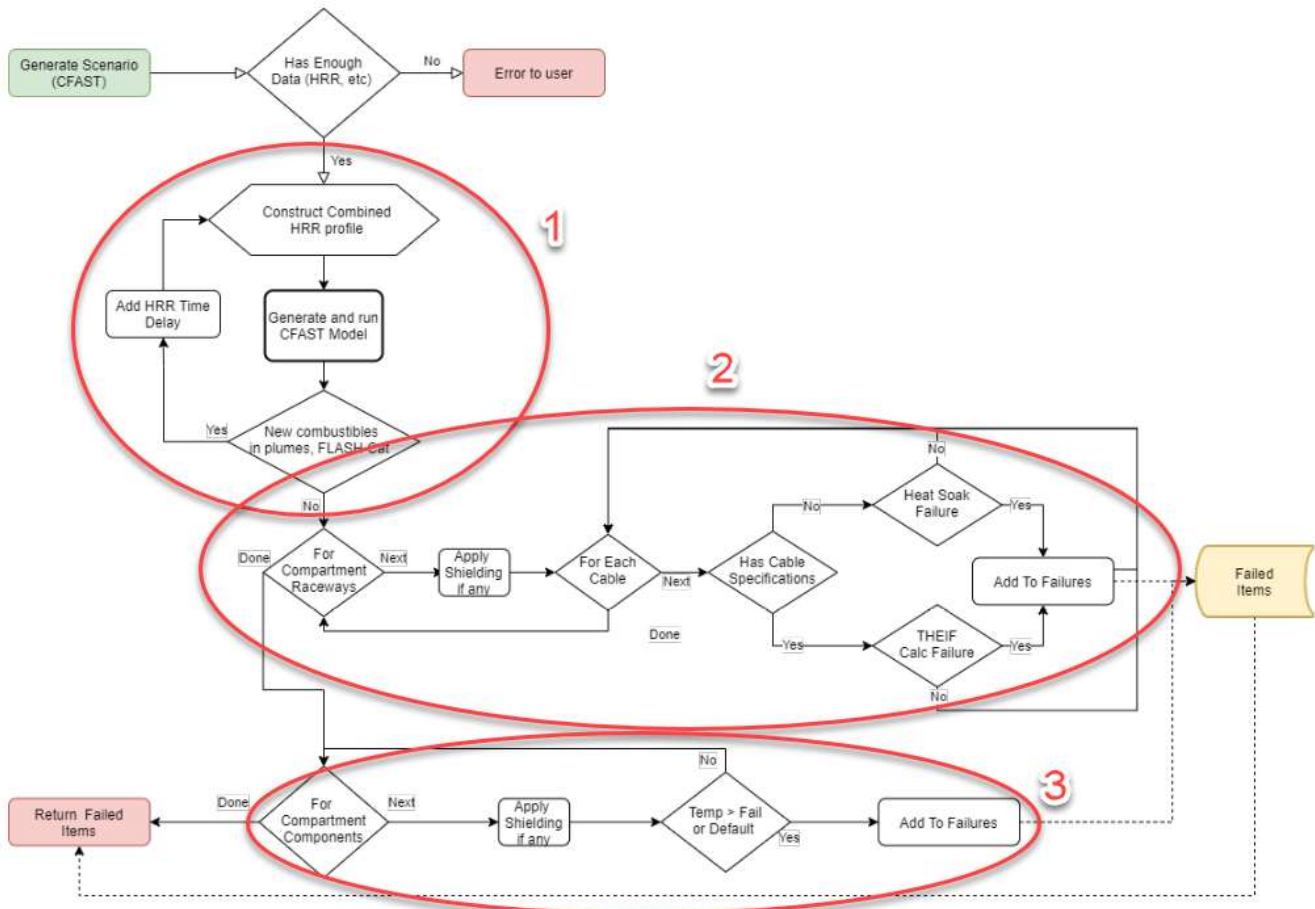 Generate Scenario
(CFAST)
Has Enough
Data (HRR, etc)
No
Error to user
Yes
1
Construct Combined
HRR profile
Add HRR Time
Delay
Generate and run
CFAST Model
2
Yes
New combustibles
in plumes, FLASH-Cat
No
No
Heat Soak
Failure
Yes
No
Done
For
Compartment
Raceways
Next
Apply
Shielding
if any
For Each
Cable
Next
Has Cable
Specifications
Add To Failures
Failed
Items
Done
Yes
THEIF
Calc Failure
Yes
No
No
3
Return Failed
Items
Done
For
Compartment
Components
Next
Apply
Shielding
if any
Temp > Fail
or Default
Yes
Add To Failures